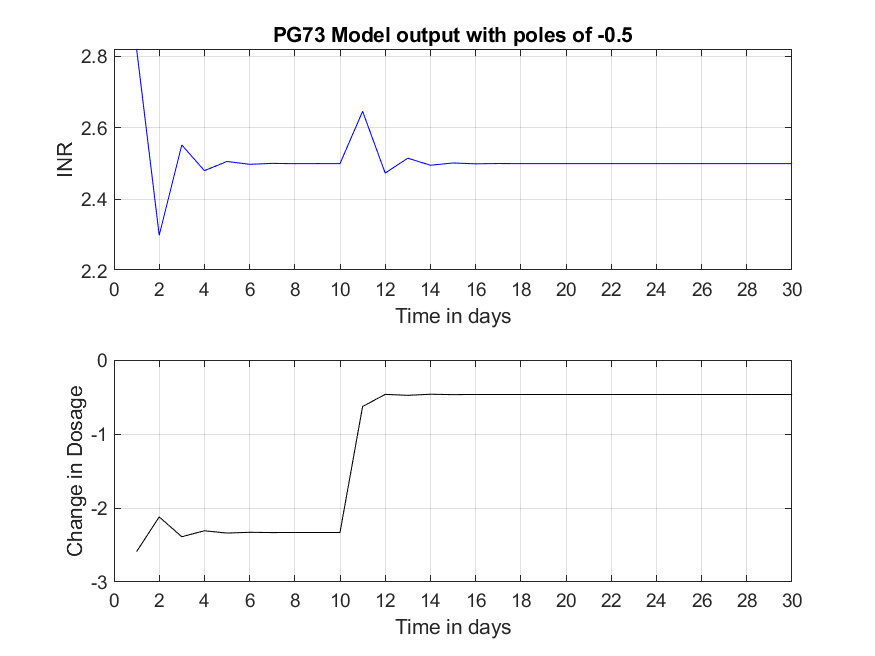 PG73 Model output with poles of -0.5
2.8
2.6
2.4
2.2
INR
0 2 4 6 8 10 12 14 16 18 20 22 24 26 28 30
Time in days
0
-1
-2
-3
Change in Dosage
0 2 4 6 8 10 12 14 16 18 20 22 24 26 28 30
Time in days